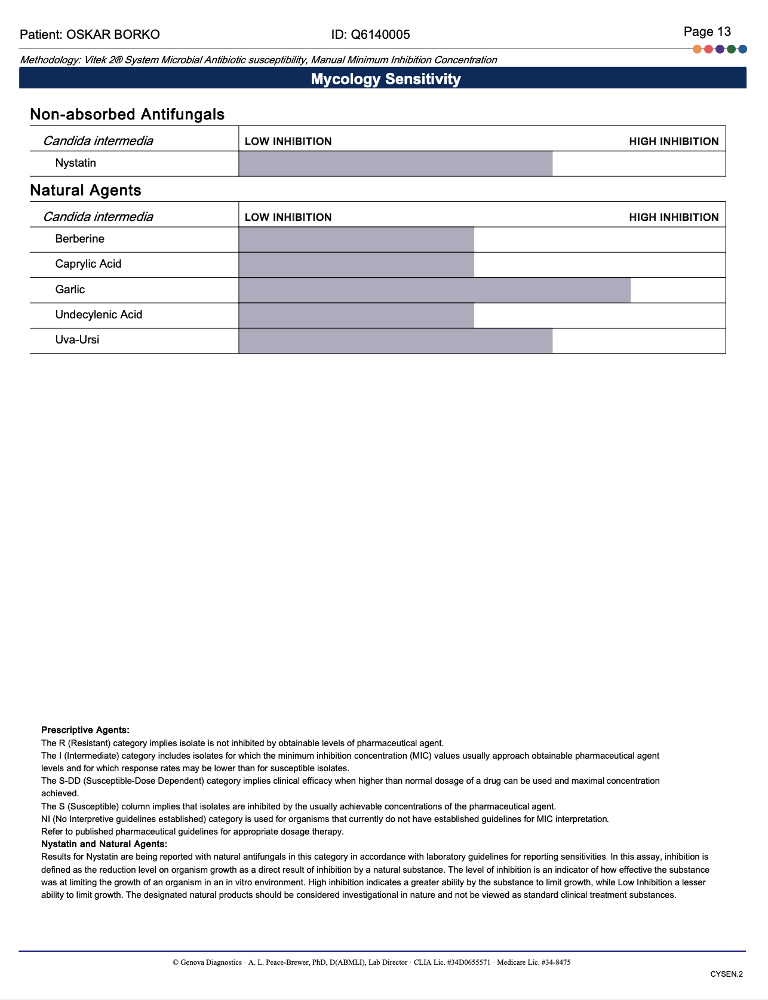 Patient: OSKAR BORKO
ID: Q6140005
Page 13
Methodology: Vitek 2® System Microbial Antibiotic susceptibility, Manual Minimum Inhibition Concentration
Mycology Sensitivity
Non-absorbed Antifungals
Candida intermedia LOW INHIBITION HIGH INHIBITION
Nystatin
Natural Agents
Candida intermedia LOW INHIBITION HIGH INHIBITION
Berberine
Caprylic Acid
Garlic
Undecylenic Acid
Uva-Ursi
Prescriptive Agents:
The R (Resistant) category implies isolate is not inhibited by obtainable levels of pharmaceutical agent.
The I (Intermediate) category includes isolates for which the minimum inhibition concentration (MIC) values usually approach obtainable pharmaceutical agent
levels and for which response rates may be lower than for susceptible isolates.
The S-DD (Susceptible-Dose Dependent) category implies clinical efficacy when higher than normal dosage of a drug can be used and maximal concentration
achieved.
The S (Susceptible) column implies that isolates are inhibited by the usually achievable concentrations of the pharmaceutical agent.
NI (No Interpretive guidelines established) category is used for organisms that currently do not have established guidelines for MIC interpretation.
Refer to published pharmaceutical guidelines for appropriate dosage therapy.
Nystatin and Natural Agents:
Results for Nystatin are being reported with natural antifungals in this category in accordance with laboratory guidelines for reporting sensitivities. In this assay, inhibition is
defined as the reduction level on organism growth as a direct result of inhibition by a natural substance. The level of inhibition is an indicator of how effective the substance
was at limiting the growth of an organism in an in vitro environment. High inhibition indicates a greater ability by the substance to limit growth, while Low Inhibition a lesser
ability to limit growth. The designated natural products should be considered investigational in nature and not be viewed as standard clinical treatment substances.
© Genova Diagnostics · A. L. Peace-Brewer, PhD, D(ABMLI), Lab Director · CLIA Lic. #34D0655571 · Medicare Lic. #34-8475
CYSEN.2